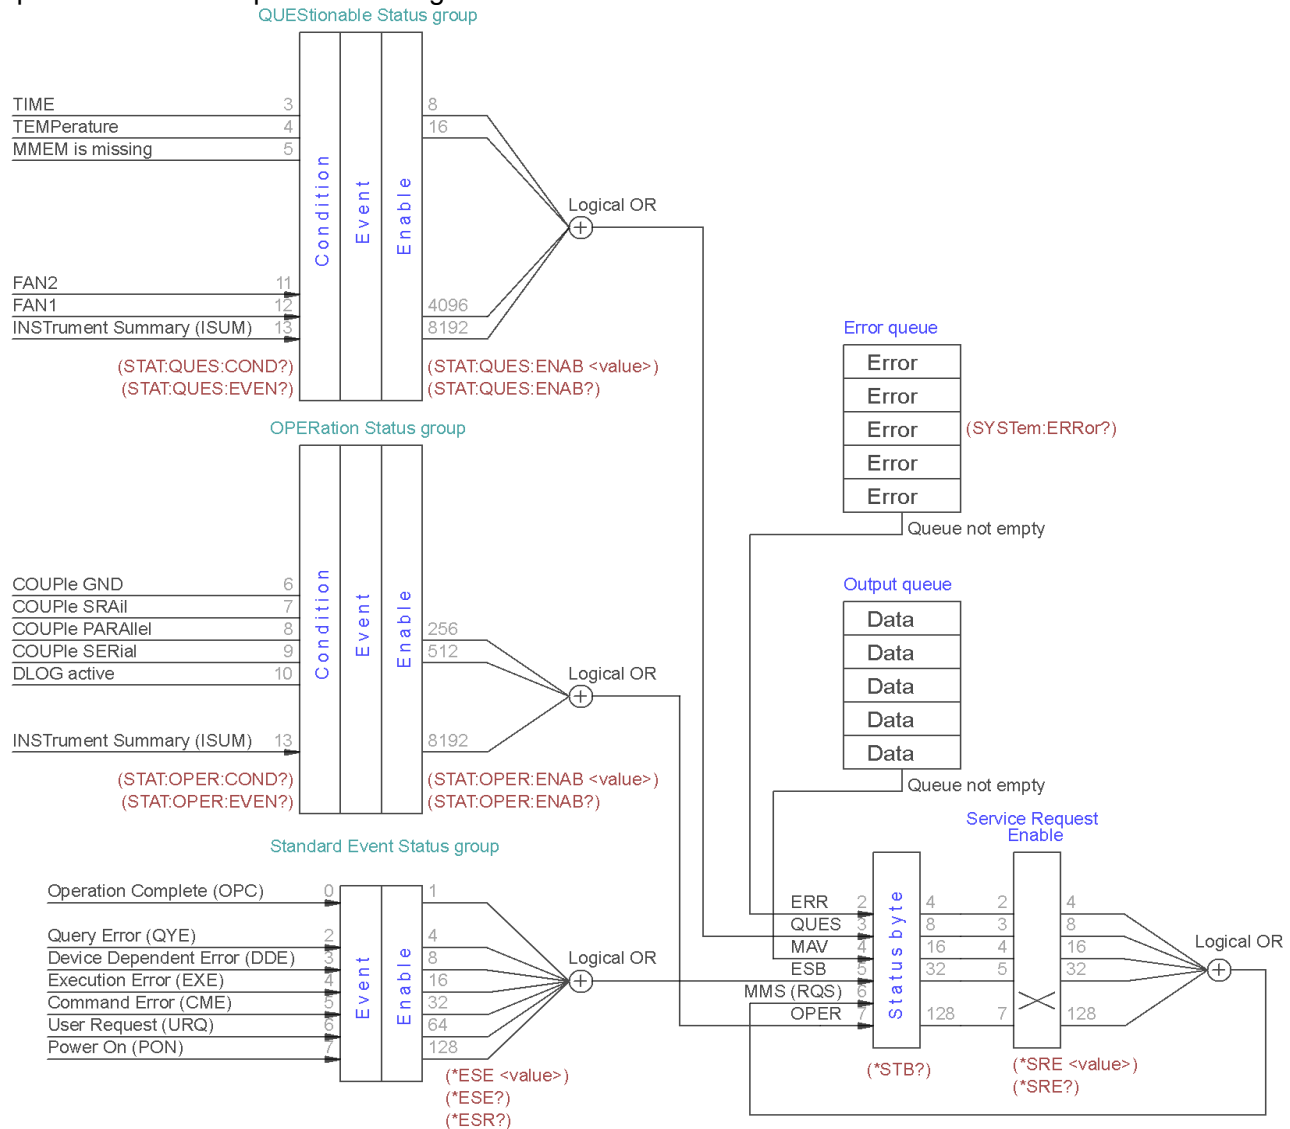 QUEStionable Status group
TIME 3 8
TEMPerature 4 16
MMEM is missing 5
Condition
Event
Enable
Logical OR
FAN2 11
FAN1 12 4096
INSTrument Summary (ISUM) 13 8192
(STAT:QUES:COND?) (STAT:QUES:ENAB <value>)
(STAT:QUES:EVEN?) (STAT:QUES:ENAB?)
Error queue
Error
Error
Error (SYSTem:ERRor?)
Error
Error
Queue not empty
OPERation Status group
COUPle GND 6
COUPle SRAil 7
COUPle PARAllel 8 256
COUPle SERial 9 512
DLOG active 10
Condition
Event
Enable
Logical OR
INSTrument Summary (ISUM) 13 8192
(STAT:OPER:COND?) (STAT:OPER:ENAB <value>)
(STAT:OPER:EVEN?) (STAT:OPER:ENAB?)
Output queue
Data
Data
Data
Data
Data
Queue not empty
Standard Event Status group
Operation Complete (OPC) 0 1
Query Error (QYE) 2 4
Device Dependent Error (DDE) 3 8
Execution Error (EXE) 4 16
Command Error (CME) 5 32
User Request (URQ) 6 64
Power On (PON) 7 128
Event
Enable
Logical OR
(*ESE <value>)
(*ESE?)
(*ESR?)
Service Request
Enable
ERR 2 4 2 4
QUES 3 8 3 8
MAV 4 16 4 16
ESB 5 32 5 32
MMS (RQS) 6
OPER 7 128 7 128
Status byte
Logical OR
(*STB?)
(*SRE <value>)
(*SRE?)